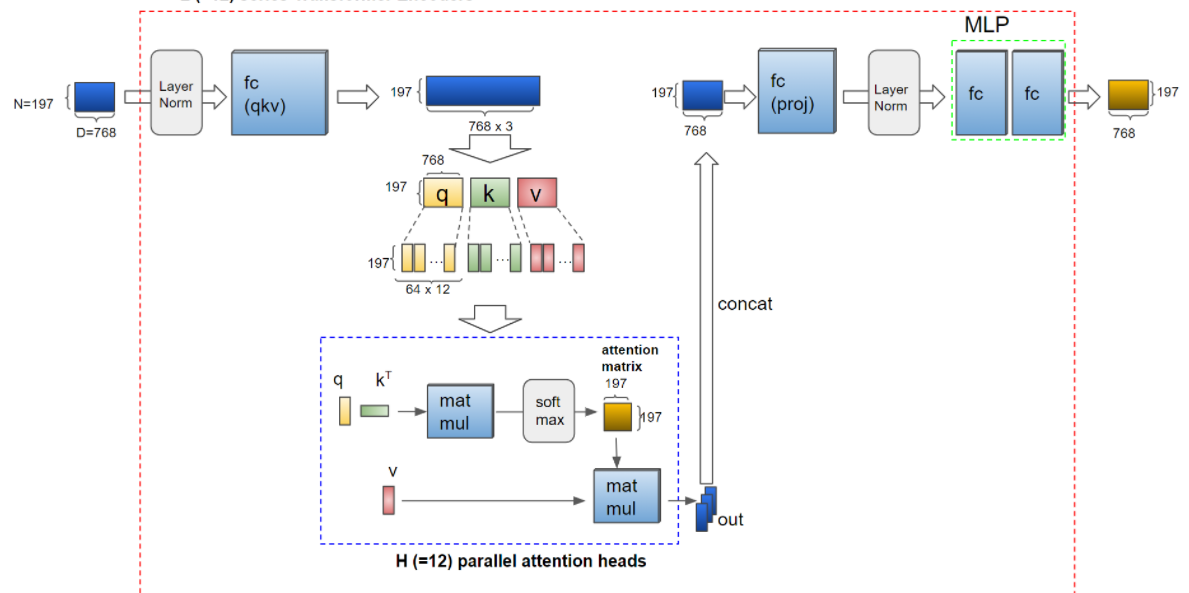 MLP
N=197
D=768
Layer
Norm
fc
(qkv)
197
768 x 3
197
768
fc
(proj)
Layer
Norm
fc
fc
197
768
768
197
q
k
v
197
...
...
...
64 x 12
concat
attention
matrix
197
197
q
k^T
mat
mul
soft
max
v
mat
mul
out
H (=12) parallel attention heads